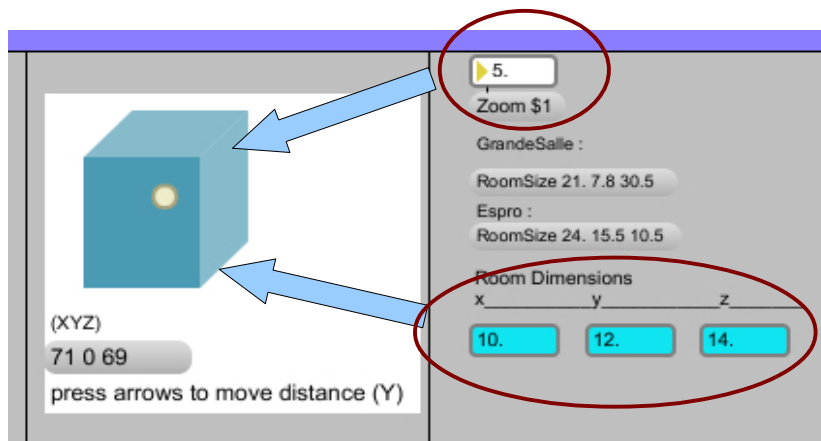 5.
Zoom $1
GrandeSalle :
RoomSize 21. 7.8 30.5
Espro :
RoomSize 24. 15.5 10.5
Room Dimensions
x____________y_____________z________
10. 12. 14.
(XYZ)
71 0 69
press arrows to move distance (Y)